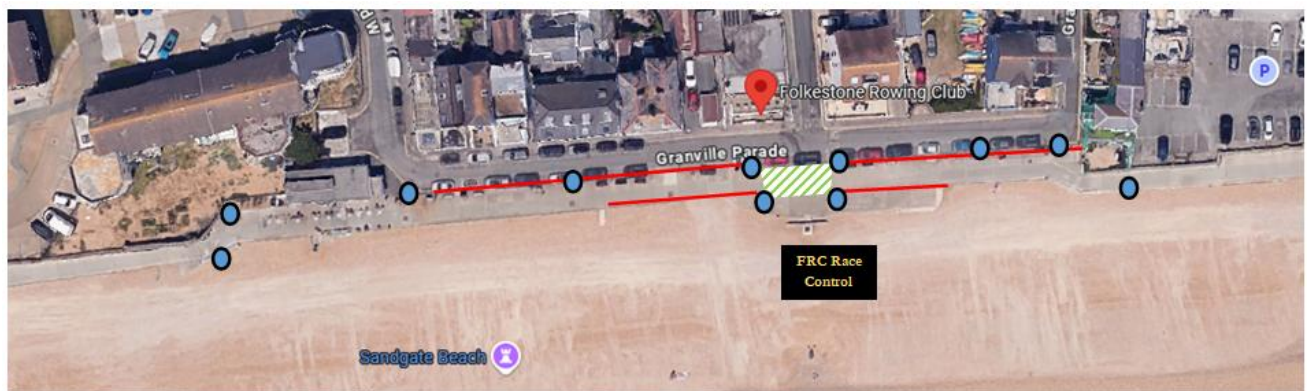 Folkestone Rowing Club
Granville Parade
FRC Race
Control
Sandgate Beach
P